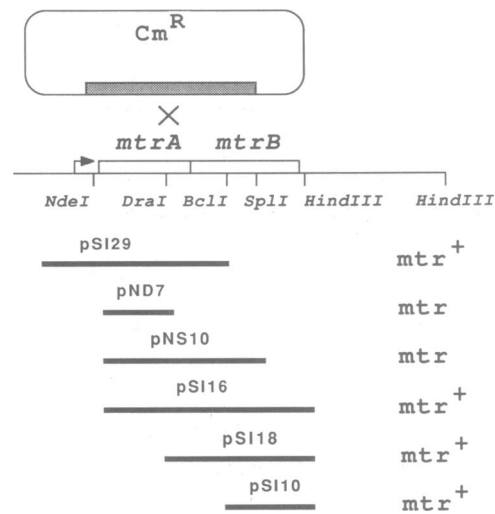 Cm^R
mtrA mtrB
NdeI DraI BclI SplI HindIII HindIII
pSI29 mtr^+
pND7 mtr
pNS10 mtr
pSI16 mtr^+
pSI18 mtr^+
pSI10 mtr^+